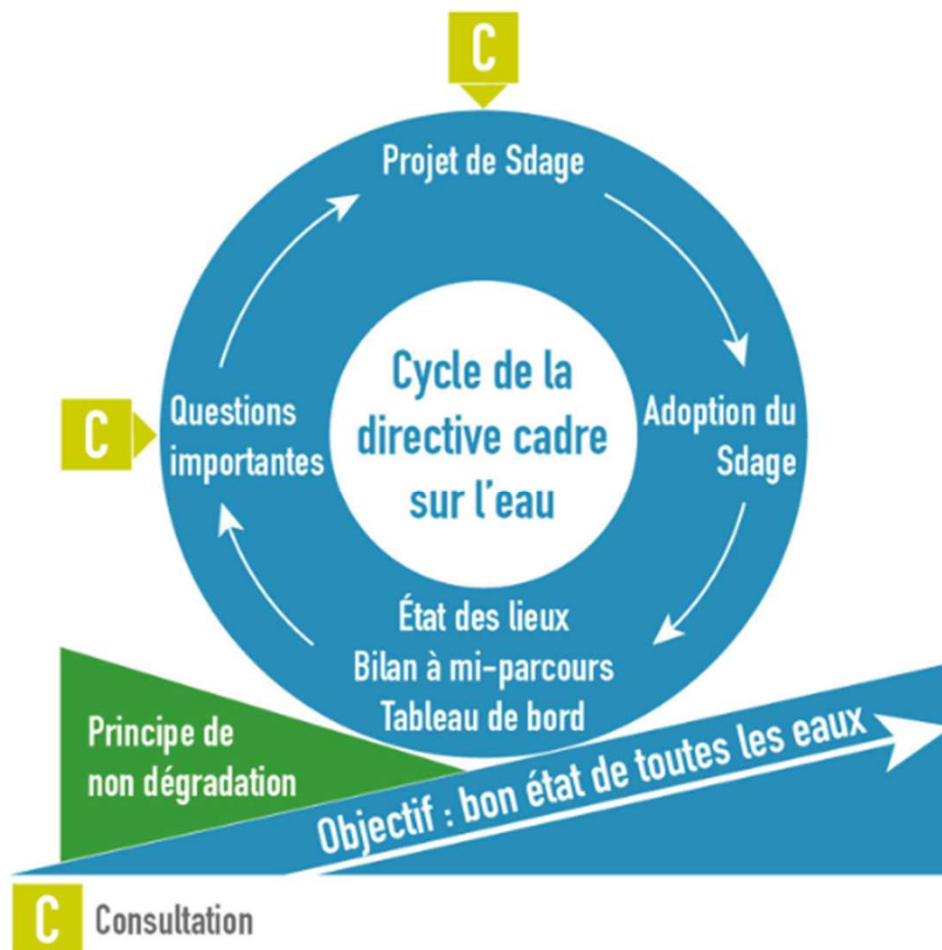 C
Projet de Sdage
C
Questions
importantes
Cycle de la
directive cadre
sur l'eau
Adoption du
Sdage
État des lieux
Bilan à mi-parcours
Tableau de bord
Principe de
non dégradation
Objectif : bon état de toutes les eaux
C Consultation